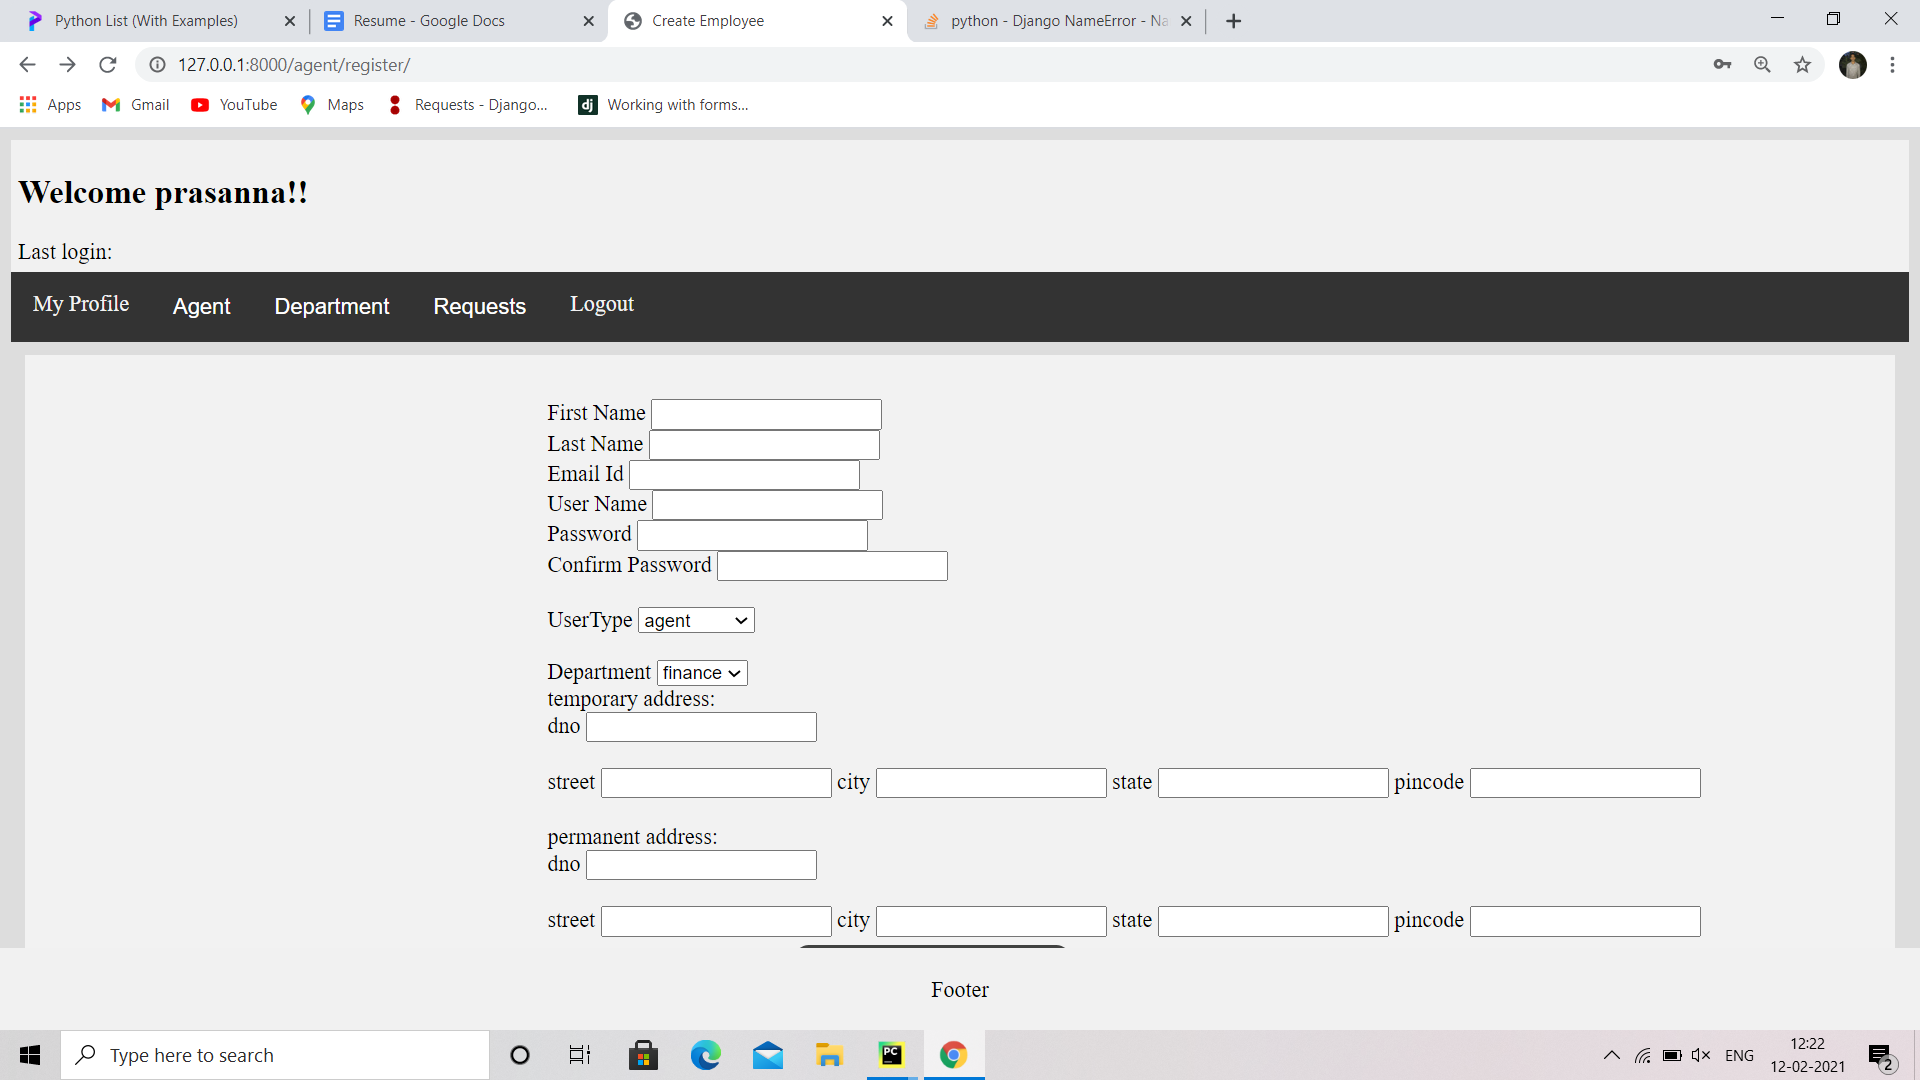 Python List (With Examples)
Resume - Google Docs
Create Employee
python - Django NameError - Na
127.0.0.1:8000/agent/register/
Apps
Gmail
YouTube
Maps
Requests - Django...
dj
Working with forms...
Welcome prasanna!!
Last login:
My Profile
Agent
Department
Requests
Logout
First Name
Last Name
Email Id
User Name
Password
Confirm Password
UserType agent
Department finance
temporary address:
dno
street city state pincode
permanent address:
dno
street city state pincode
Footer
Type here to search
PC
ENG
12:22
12-02-2021
2